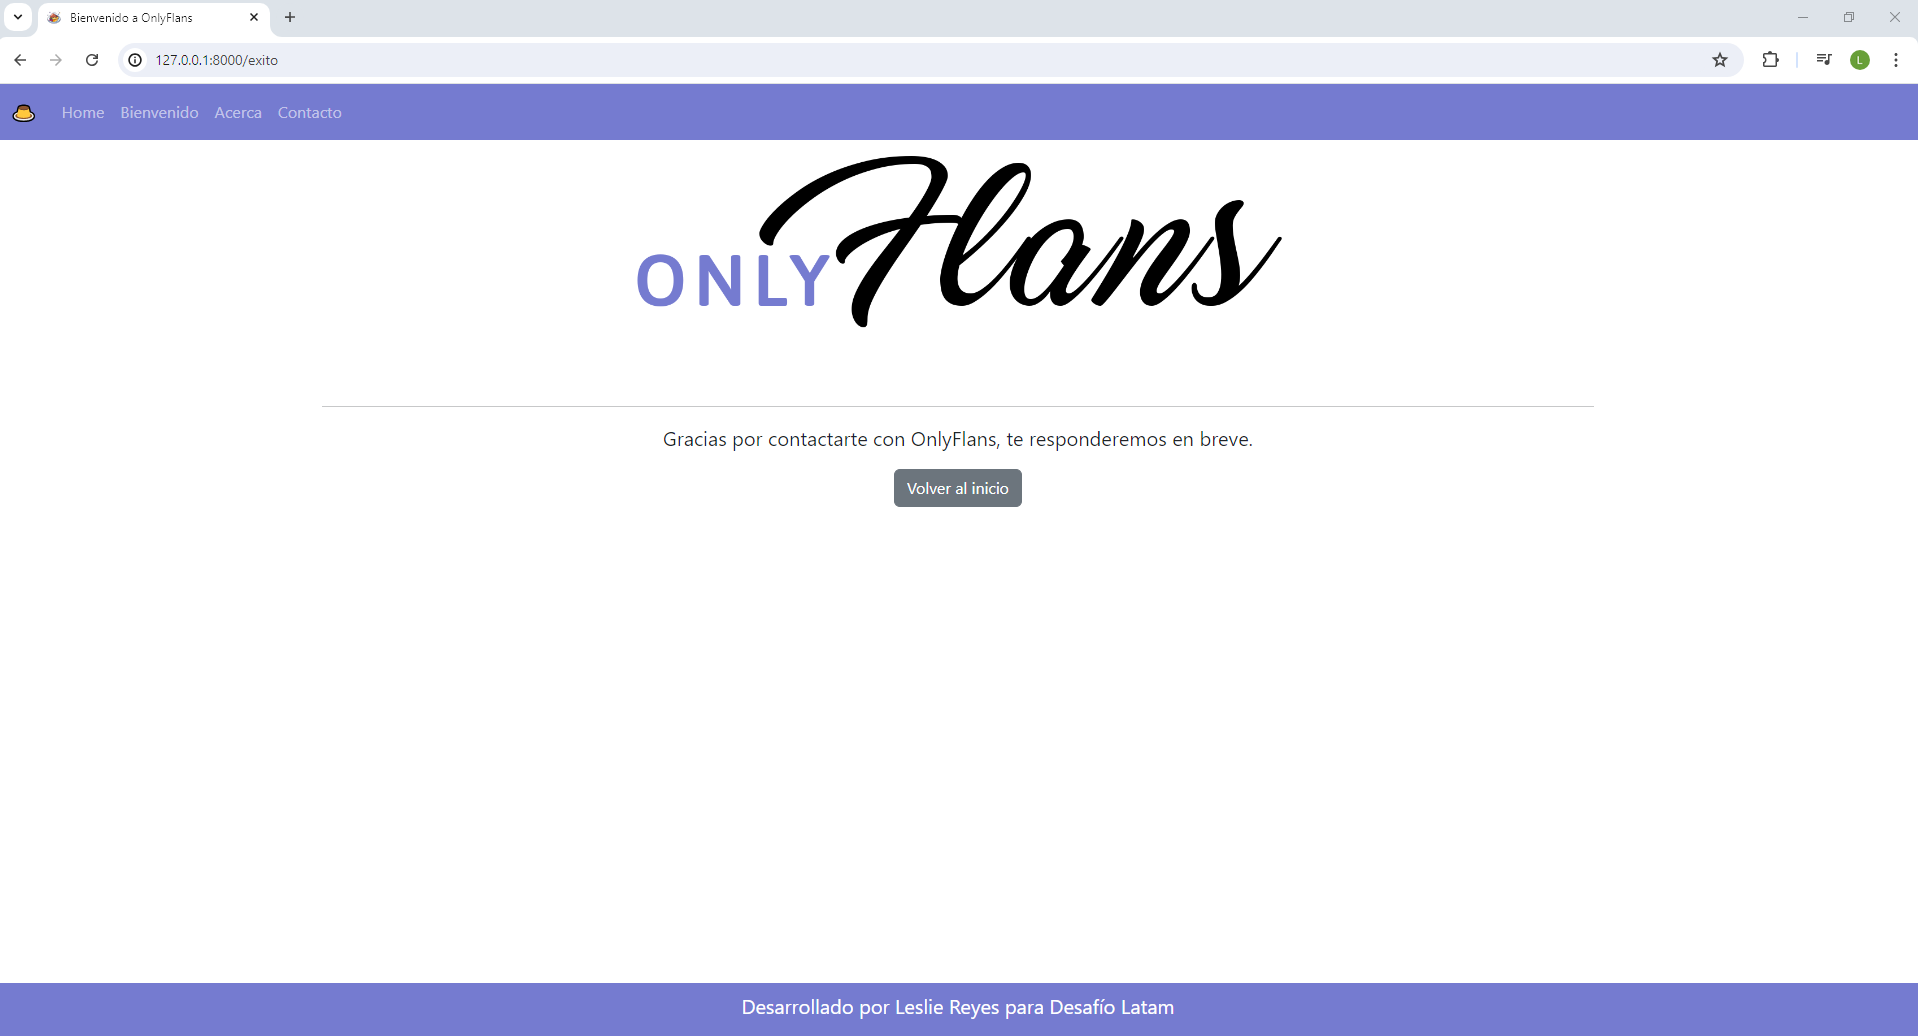 Bienvenido a OnlyFlans
127.0.0.1:8000/exito
L
Home Bienvenido Acerca Contacto
ONLY Flans
Gracias por contactarte con OnlyFlans, te responderemos en breve.
Volver al inicio
Desarrollado por Leslie Reyes para Desafío Latam